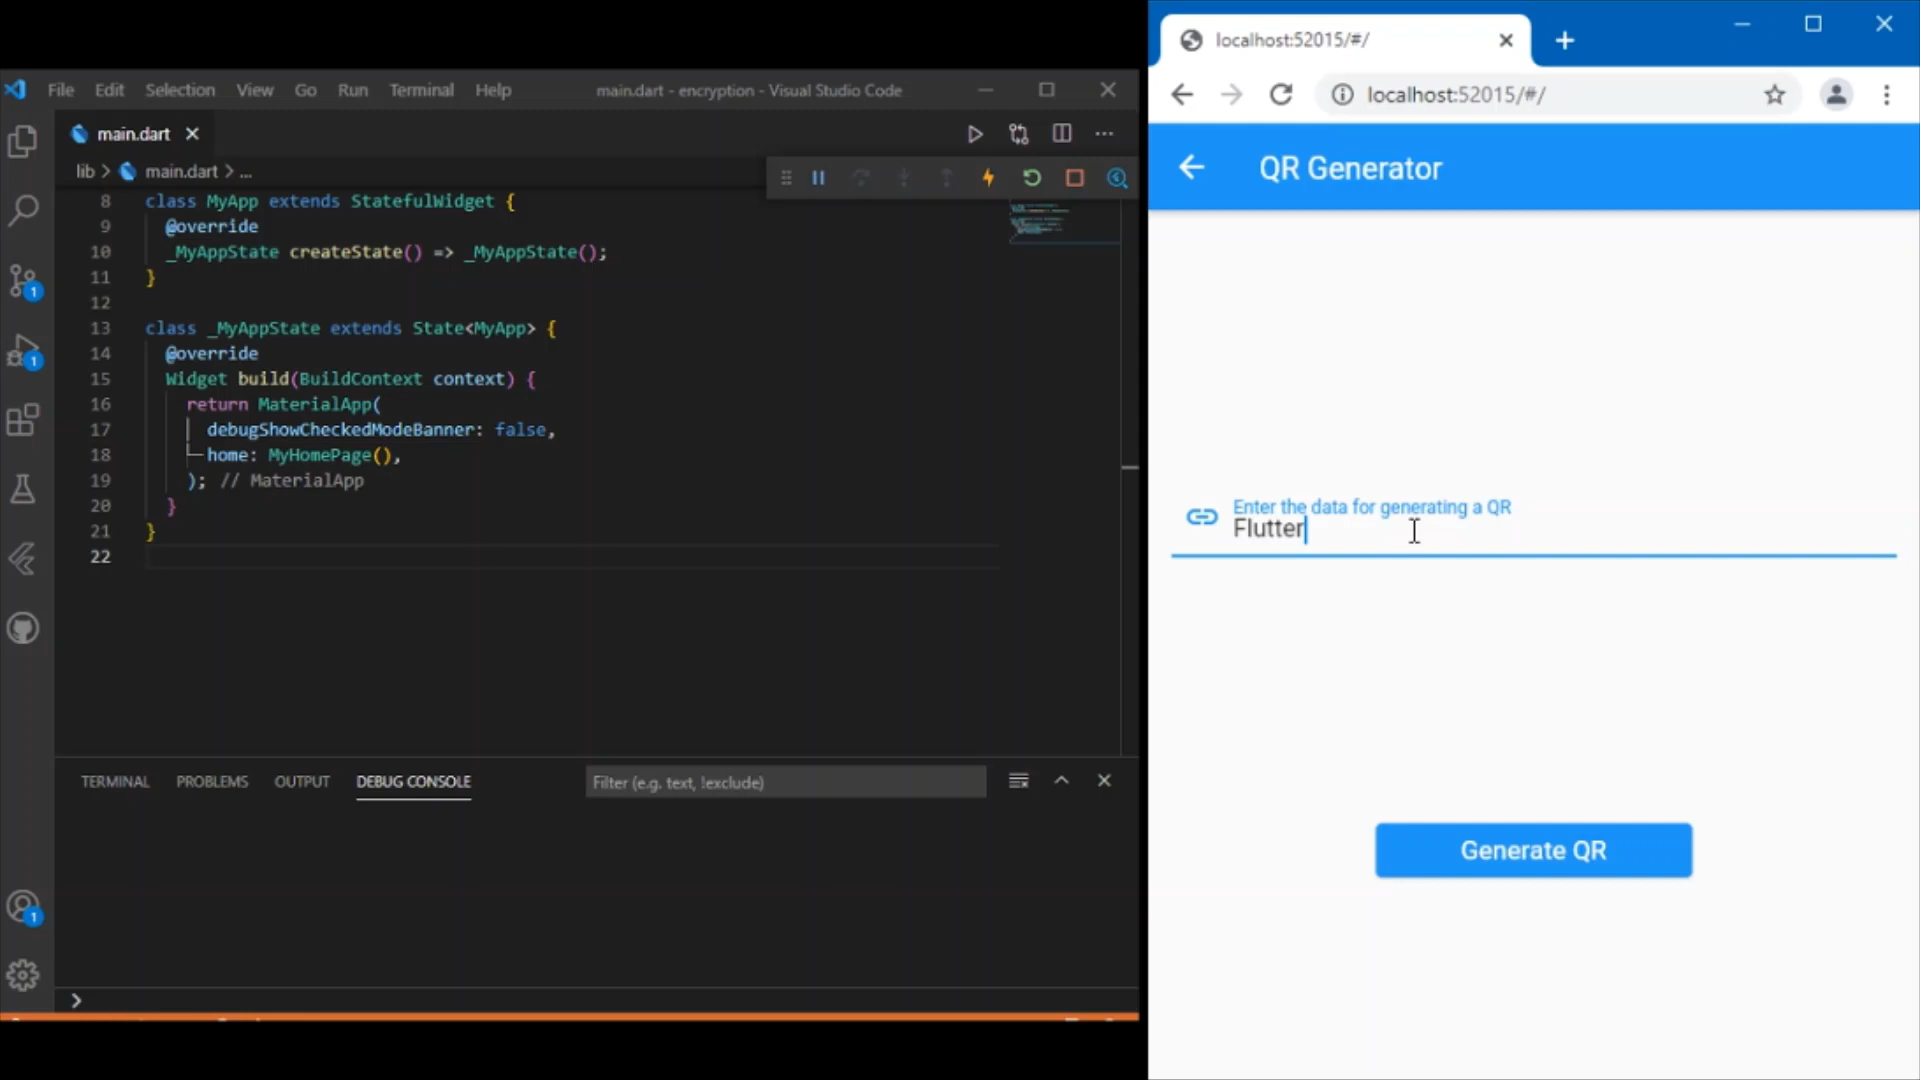 File Edit Selection View Go Run Terminal Help main.dart - encryption - Visual Studio Code
main.dart
lib > main.dart > ...
8 class MyApp extends StatefulWidget {
9 @override
10 _MyAppState createState() => _MyAppState();
11 }
12
13 class _MyAppState extends State<MyApp> {
14 @override
15 Widget build(BuildContext context) {
16 return MaterialApp(
17 debugShowCheckedModeBanner: false,
18 home: MyHomePage(),
19 ); // MaterialApp
20 }
21 }
22
1
1
1
TERMINAL PROBLEMS OUTPUT DEBUG CONSOLE Filter (e.g. text, !exclude)
localhost:52015/#/
localhost:52015/#/
QR Generator
Enter the data for generating a QR
Flutter
Generate QR